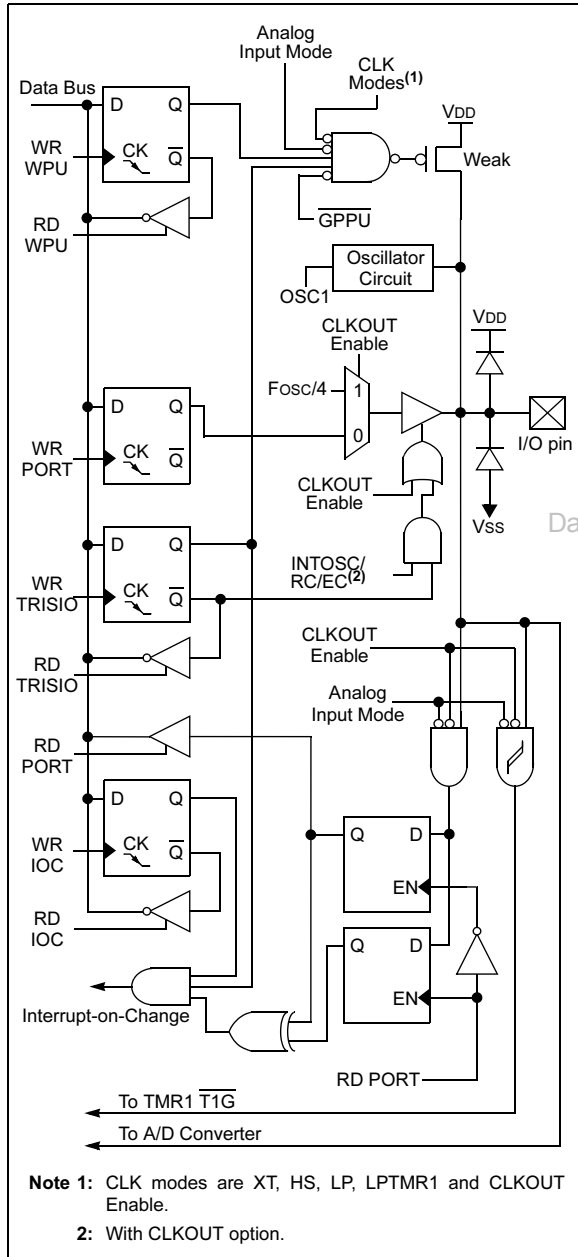 Analog
Input Mode
CLK
Modes(1)
Data Bus
D Q
VDD
WR
WPU
CK Q
Weak
RD
WPU
GPPU
Oscillator
Circuit
OSC1
CLKOUT
Enable
VDD
FOSC/4
1
D Q
0
I/O pin
WR
PORT
CK Q
CLKOUT
Enable
VSS
Da
D Q
INTOSC/
RC/EC(2)
WR
TRISIO
CK Q
CLKOUT
Enable
RD
TRISIO
Analog
Input Mode
RD
PORT
D Q
Q D
WR
IOC
CK Q
EN
RD
IOC
Q D
EN
Interrupt-on-Change
RD PORT
To TMR1 T1G
To A/D Converter
Note 1: CLK modes are XT, HS, LP, LPTMR1 and CLKOUT
Enable.
2: With CLKOUT option.